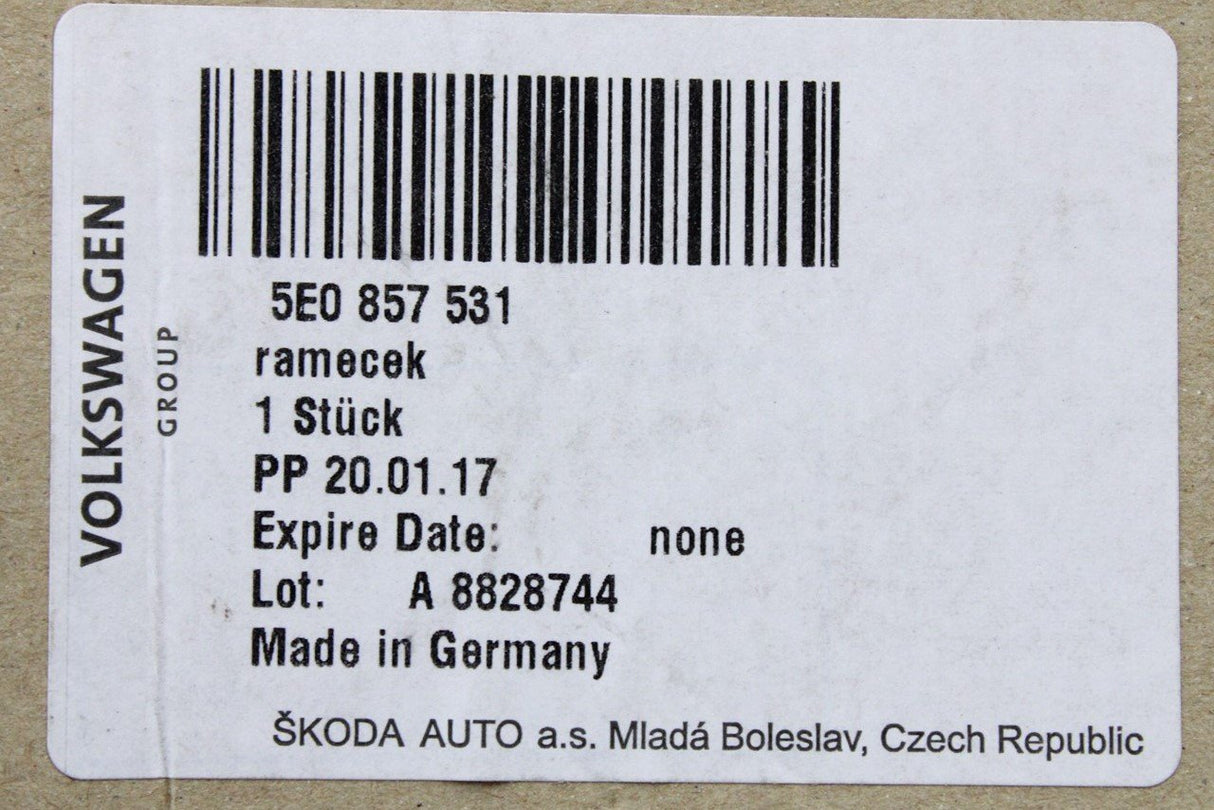 VOLKSWAGEN
GROUP
5E0 857 531
ramecek
1 Stück
PP 20.01.17
Expire Date: none
Lot: A 8828744
Made in Germany
ŠKODA AUTO a.s. Mladá Boleslav, Czech Republic